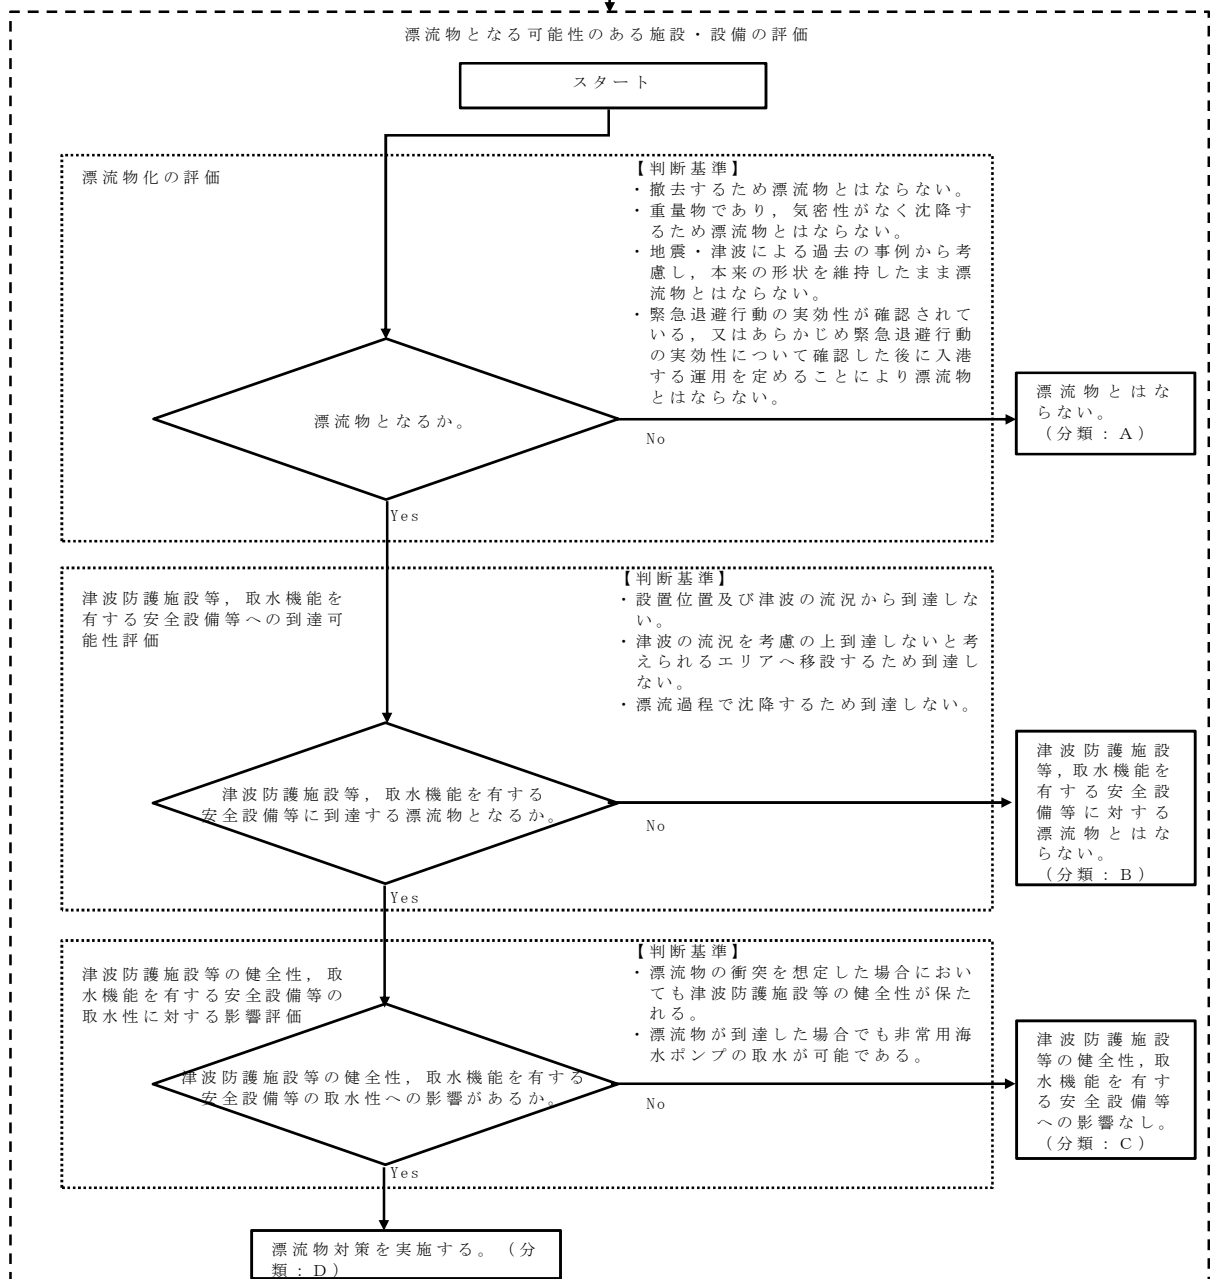 漂流物となる可能性のある施設・設備の評価
スタート
漂流物化の評価
【判断基準】
・撤去するため漂流物とはならない。
・重量物であり，気密性がなく沈降す
るため漂流物とはならない。
・地震・津波による過去の事例から考
慮し，本来の形状を維持したまま漂
流物とはならない。
・緊急退避行動の実効性が確認されて
いる，又はあらかじめ緊急退避行動
の実効性について確認した後に入港
する運用を定めることにより漂流物
とはならない。
漂流物となるか。
No
漂流物とはな
らない。
（分類：A）
Yes
津波防護施設等，取水機能を
有する安全設備等への到達可
能性評価
【判断基準】
・設置位置及び津波の流況から到達しな
い。
・津波の流況を考慮の上到達しないと考
えられるエリアへ移設するため到達し
ない。
・漂流過程で沈降するため到達しない。
津波防護施設等，取水機能を有する
安全設備等に到達する漂流物となるか。
No
津波防護施設
等，取水機能を
有する安全設
備等に対する
漂流物とはな
らない。
（分類：B）
Yes
津波防護施設等の健全性，取
水機能を有する安全設備等の
取水性に対する影響評価
【判断基準】
・漂流物の衝突を想定した場合におい
ても津波防護施設等の健全性が保た
れる。
・漂流物が到達した場合でも非常用海
水ポンプの取水が可能である。
津波防護施設等の健全性，取水機能を有する
安全設備等の取水性への影響があるか。
No
津波防護施設
等の健全性，取
水機能を有す
る安全設備等
への影響なし。
（分類：C）
Yes
漂流物対策を実施する。（分
類：D）